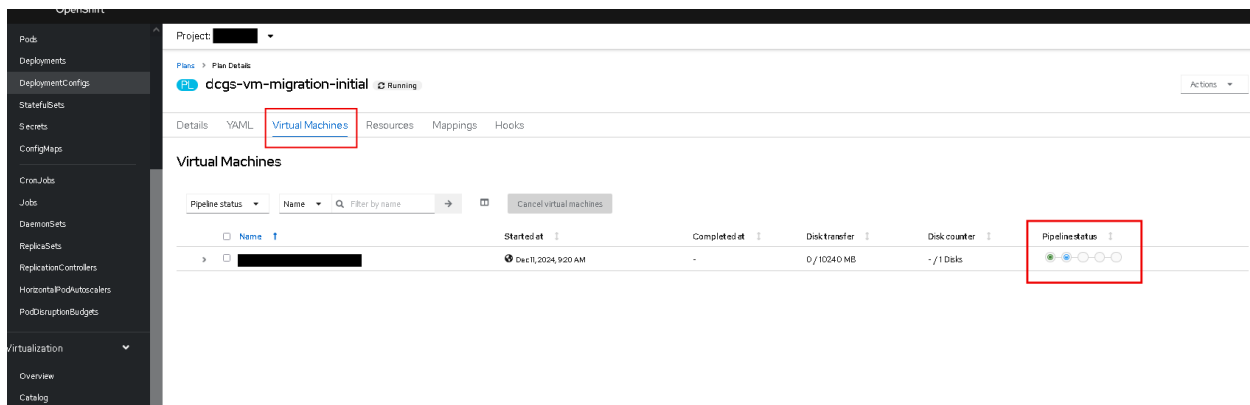 OpenShift
Pods
Deployments
DeploymentConfigs
StatefulSets
Secrets
ConfigMaps
CronJobs
Jobs
DaemonSets
ReplicaSets
ReplicationControllers
HorizontalPodAutoscalers
PodDisruptionBudgets
Virtualization
Overview
Catalog
Project:
Plans > Plan Details
PL dcgs-vm-migration-initial Running
Actions
Details YAML Virtual Machines Resources Mappings Hooks
Virtual Machines
Pipeline status Name Filter by name Cancel virtual machines
Name Started at Completed at Disk transfer Disk counter Pipeline status
Dec 11, 2024, 9:20 AM - 0 / 10240 MB - / 1 Disks